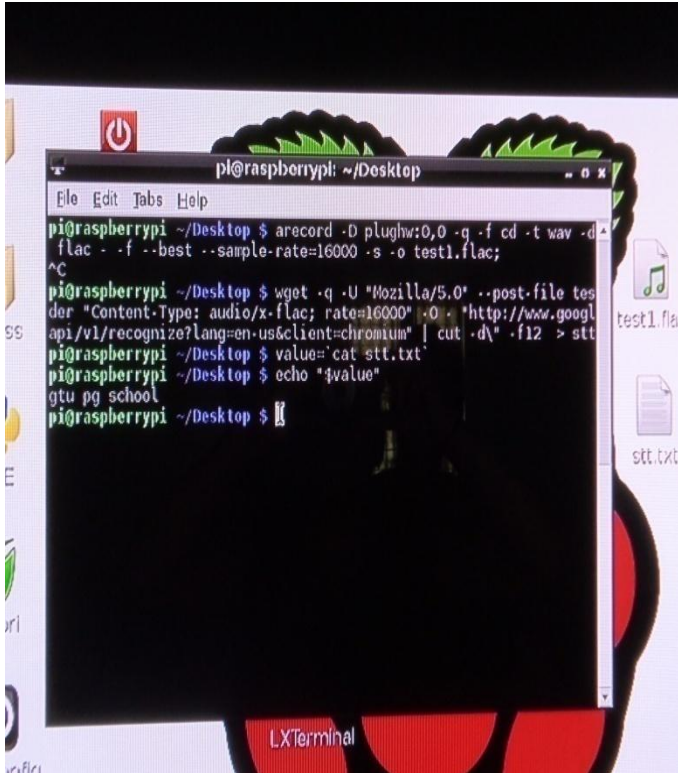 pi@raspberrypi: ~/Desktop
File Edit Tabs Help
pi@raspberrypi ~/Desktop $ arecord -D plughw:0,0 -q -f cd -t wav -d
flac - -f --best --sample-rate=16000 -s -o test1.flac;
^C
pi@raspberrypi ~/Desktop $ wget -q -U "Mozilla/5.0" --post-file tes
der "Content-Type: audio/x-flac; rate=16000" -O - "http://www.googl
api/v1/recognize?lang=en-us&client=chromium" | cut -d\" -f12 > stt
pi@raspberrypi ~/Desktop $ value=`cat stt.txt`
pi@raspberrypi ~/Desktop $ echo "$value"
gtu pg school
pi@raspberrypi ~/Desktop $
test1.fla
stt.txt
LXTerminal